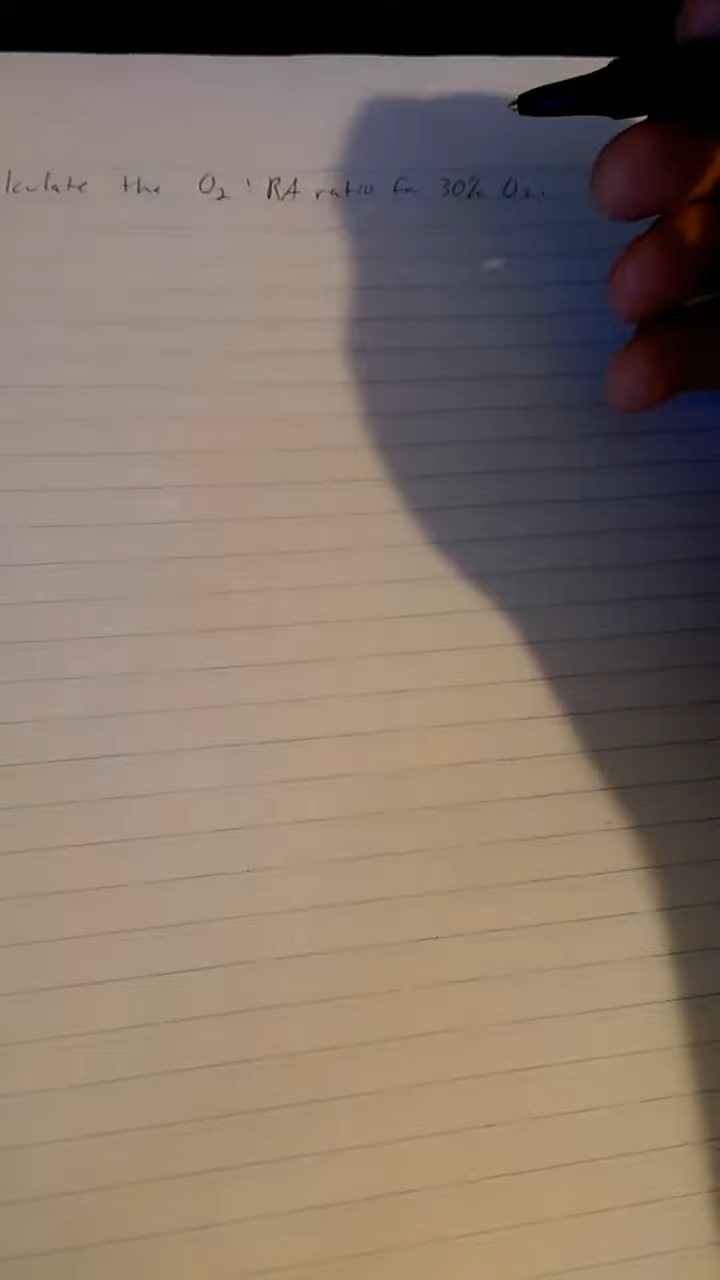 lculate the O₂ : RA ratio for 30% O₂.